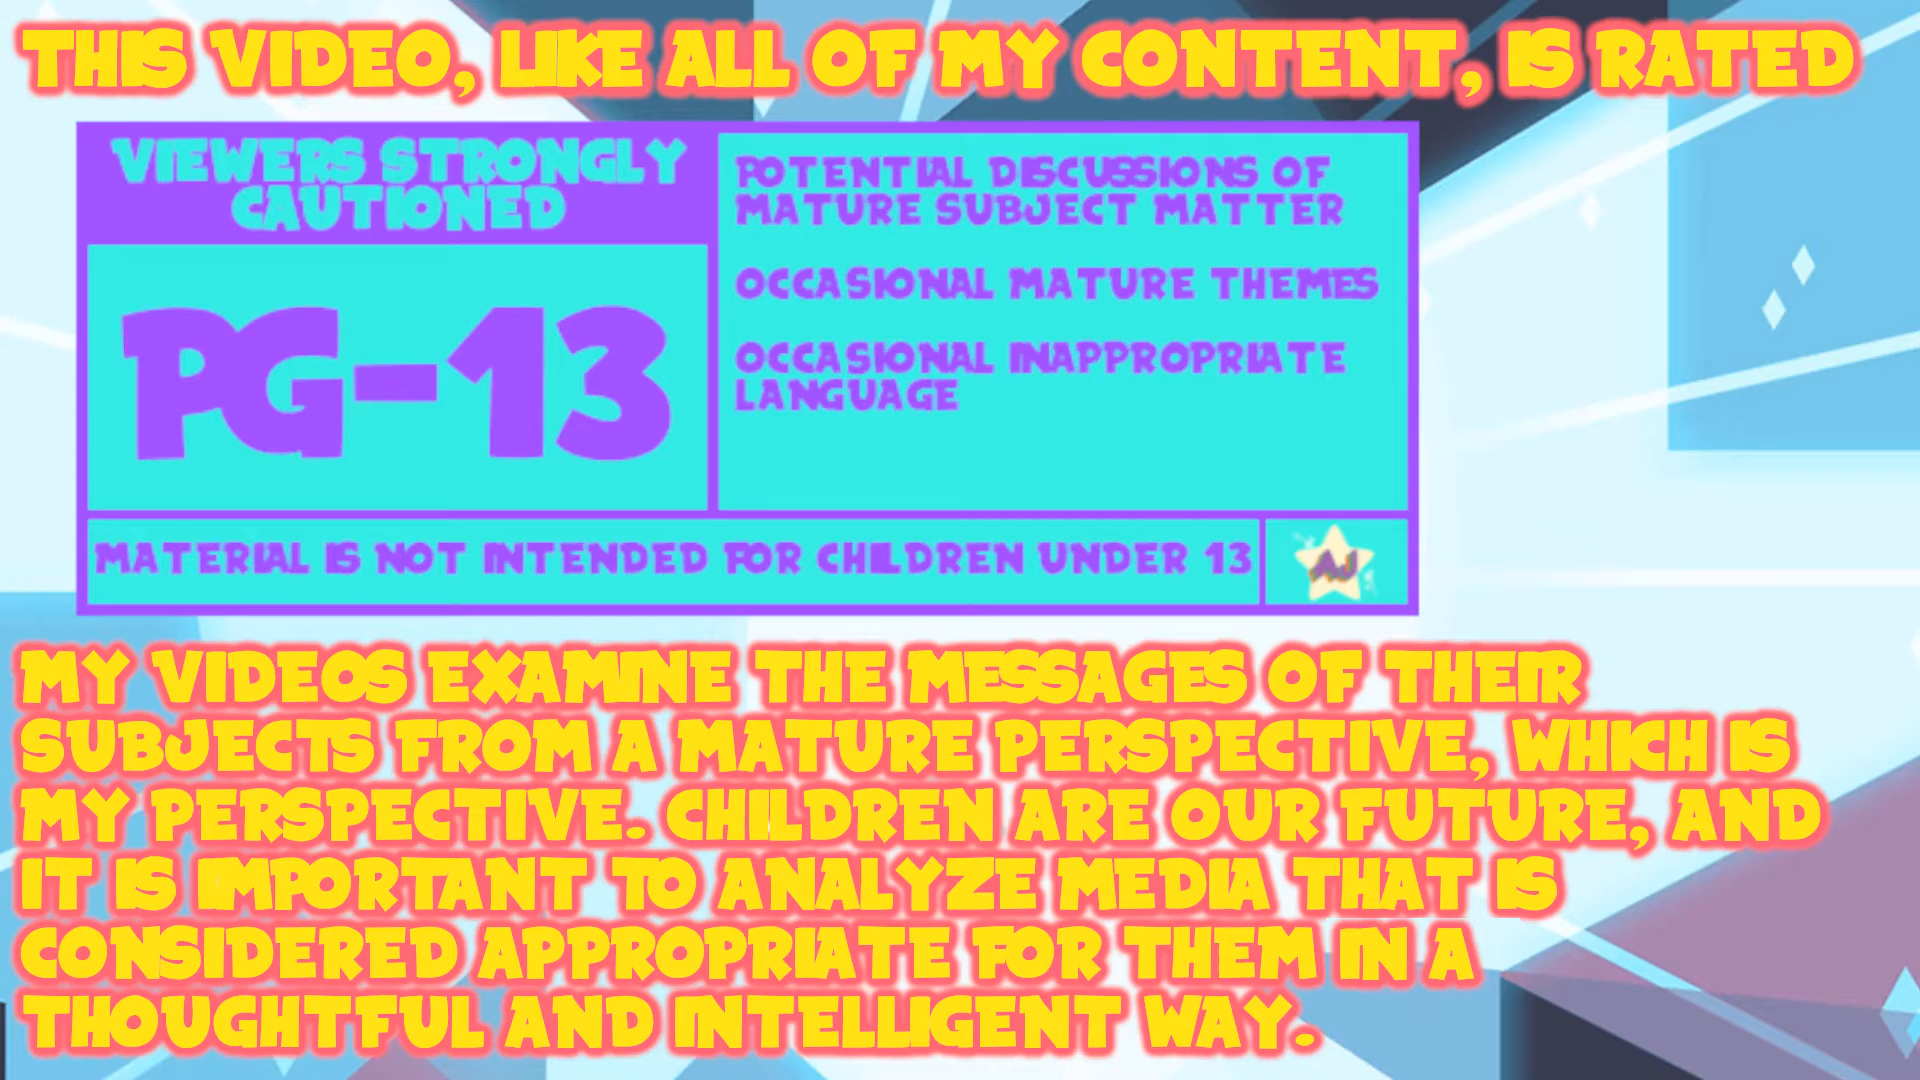 THIS VIDEO, LIKE ALL OF MY CONTENT, IS RATED
VIEWERS STRONGLY
CAUTIONED
PG-13
POTENTIAL DISCUSSIONS OF
MATURE SUBJECT MATTER
OCCASIONAL MATURE THEMES
OCCASIONAL INAPPROPRIATE
LANGUAGE
MATERIAL IS NOT INTENDED FOR CHILDREN UNDER 13
AJ
MY VIDEOS EXAMINE THE MESSAGES OF THEIR
SUBJECTS FROM A MATURE PERSPECTIVE, WHICH IS
MY PERSPECTIVE. CHILDREN ARE OUR FUTURE, AND
IT IS IMPORTANT TO ANALYZE MEDIA THAT IS
CONSIDERED APPROPRIATE FOR THEM IN A
THOUGHTFUL AND INTELLIGENT WAY.